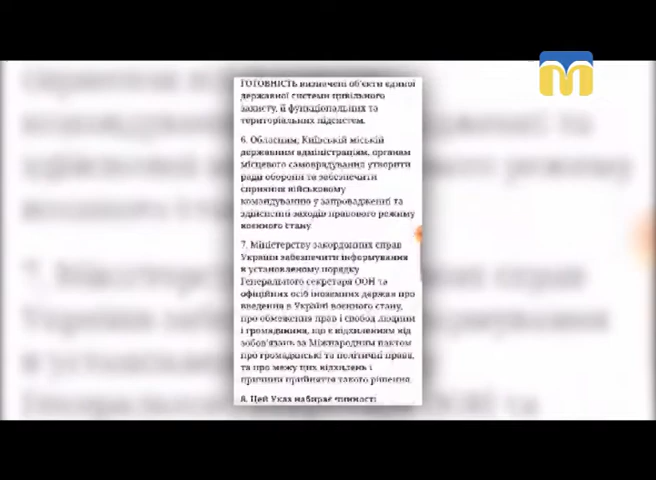 ГОТОВНІСТЬ визначені об'єкти єдиної
державної системи цивільного
захисту, її функціональних та
територіальних підсистем.
6. Обласним, Київській міській
державним адміністраціям, органам
місцевого самоврядування утворити
ради оборони та забезпечити
сприяння військовому
командуванню у запровадженні та
здійсненні заходів правового режиму
воєнного стану.
7. Міністерству закордонних справ
України забезпечити інформування
в установленому порядку
Генерального секретаря ООН та
офіційних осіб іноземних держав про
введення в Україні воєнного стану,
про обмеження прав і свобод людини
і громадянина, що є відхиленням від
зобов'язань за Міжнародним пактом
про громадянські та політичні права,
та про межу цих відхилень і
причини прийняття такого рішення.
8. Цей Указ набирає чинності